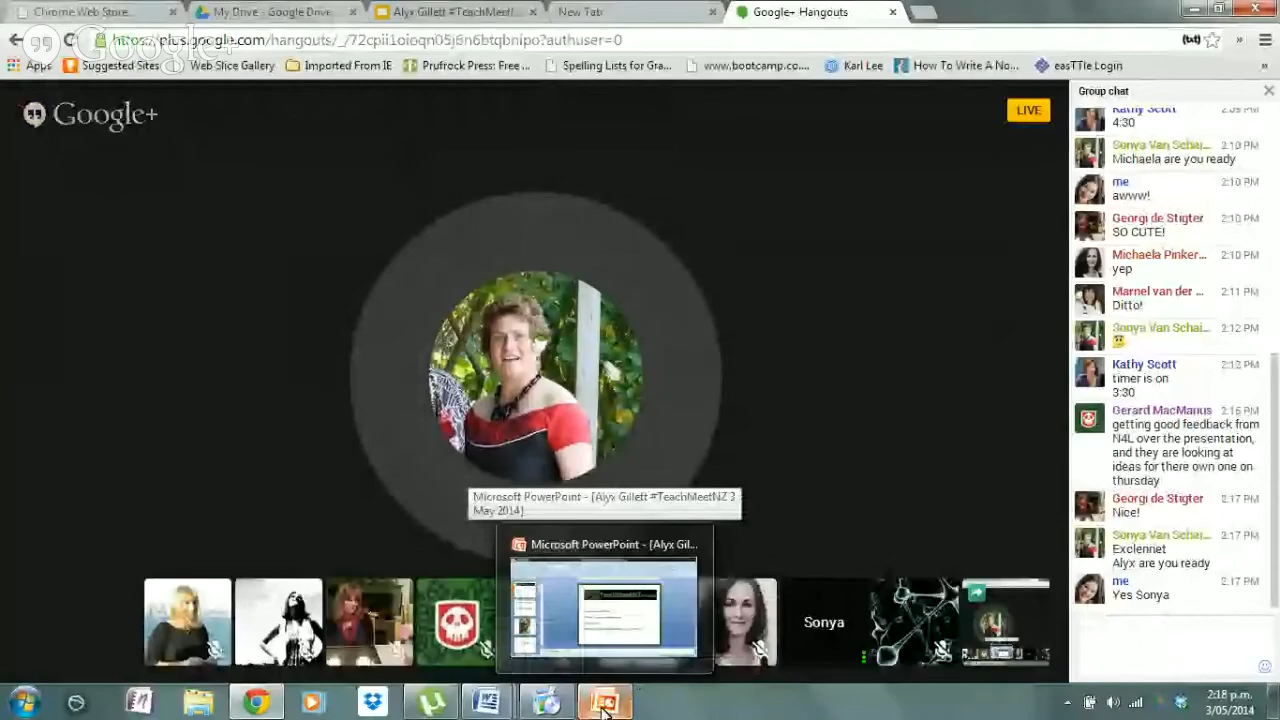 Chrome Web Store
My Drive - Google Drive
Alyx Gillett #TeachMeetN
New Tab
Google+ Hangouts
https://plus.google.com/hangouts/_/72cpii1oioqn05j6n6btqbnipo?authuser=0
Google+
Apps
Suggested Sites
Web Slice Gallery
Imported From IE
Prufrock Press: Free ...
Spelling Lists for Gra...
www.bootcamp.co...
Karl Lee
How To Write A No...
easTTle Login
Google+
LIVE
Group chat
Kathy Scott 2:09 PM
4:30
Sonya Van Schai... 2:10 PM
Michaela are you ready
me 2:10 PM
awww!
Georgi de Stigter 2:10 PM
SO CUTE!
Michaela Pinker... 2:10 PM
yep
Marnel van der ... 2:11 PM
Ditto!
Sonya Van Schai... 2:12 PM
Kathy Scott 2:12 PM
timer is on
3:30
Gerard MacManus 2:16 PM
getting good feedback from
N4L over the presentation,
and they are looking at
ideas for there own one on
thursday
Georgi de Stigter 2:17 PM
Nice!
Sonya Van Schai... 2:17 PM
Exclennet
Alyx are you ready
me 2:17 PM
Yes Sonya
Microsoft PowerPoint - [Alyx Gillett #TeachMeetNZ 3
May 2014]
Microsoft PowerPoint - [Alyx Gil...
Sonya
2:18 p.m.
3/05/2014